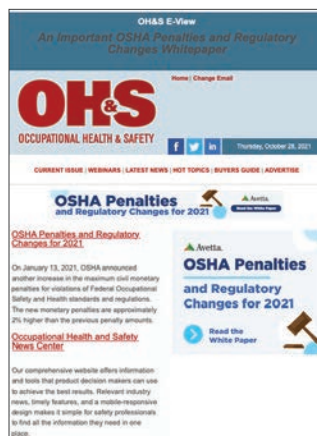 OH&S E-View
An Important OSHA Penalties and Regulatory
Changes Whitepaper
Home | Change Email
OH&S
OCCUPATIONAL HEALTH & SAFETY
f
in
Thursday, October 28, 2021
CURRENT ISSUE | WEBINARS | LATEST NEWS | HOT TOPICS | BUYERS GUIDE | ADVERTISE
OSHA Penalties
and Regulatory Changes for 2021
Avetta.
Read the White Paper
OSHA Penalties and Regulatory
Changes for 2021
On January 13, 2021, OSHA announced
another increase in the maximum civil monetary
penalties for violations of Federal Occupational
Safety and Health standards and regulations.
The new monetary penalties are approximately
2% higher than the previous penalty amounts.
Occupational Health and Safety
News Center
Our comprehensive website offers information
and tools that product decision makers can use
to achieve the best results. Relevant industry
news, timely features, and a mobile-responsive
design makes it simple for safety professionals
to find all the information they need in one
place.
Avetta.
OSHA Penalties
and Regulatory
Changes for 2021
Read the
White Paper